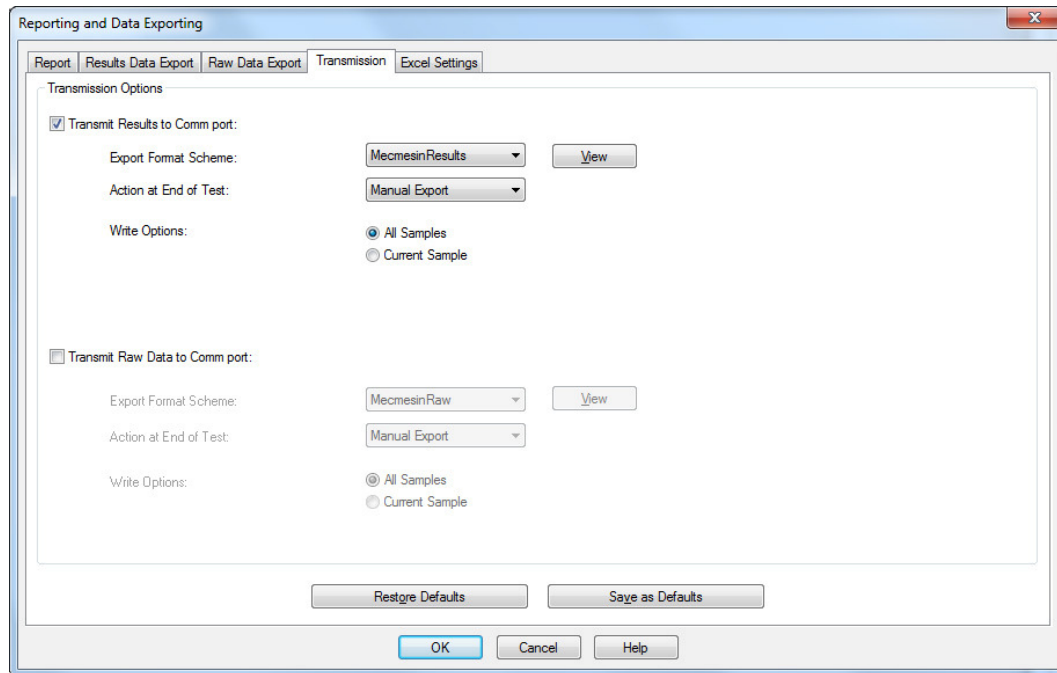 Reporting and Data Exporting
Report Results Data Export Raw Data Export Transmission Excel Settings
Transmission Options
Transmit Results to Comm port:
Export Format Scheme: MecmesinResults View
Action at End of Test: Manual Export
Write Options: All Samples
Current Sample
Transmit Raw Data to Comm port:
Export Format Scheme: MecmesinRaw View
Action at End of Test: Manual Export
Write Options: All Samples
Current Sample
Restore Defaults Save as Defaults
OK Cancel Help